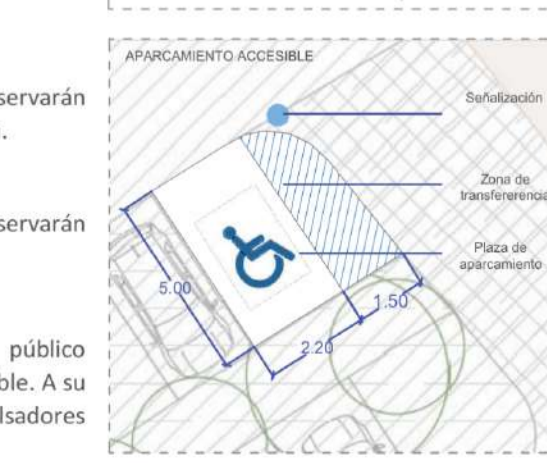 servarán
servarán
público
ble. A su
lsadores
APARCAMIENTO ACCESIBLE
Señalización
Zona de
transfererencia
Plaza de
aparcamiento
5.00
2.20
1.50